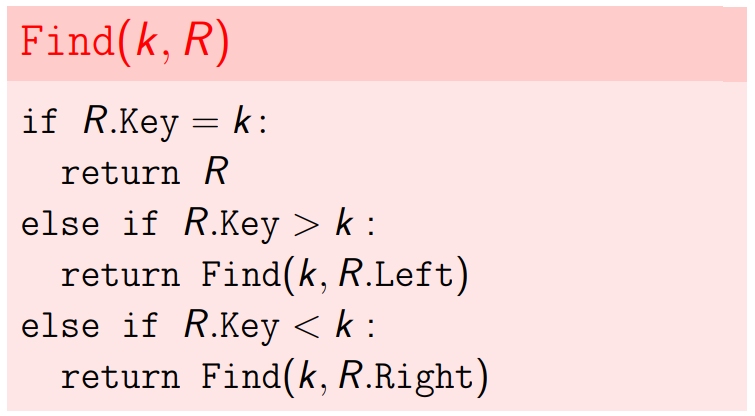 Find(k, R)
if R.Key = k:
return R
else if R.Key > k :
return Find(k, R.Left)
else if R.Key < k :
return Find(k, R.Right)